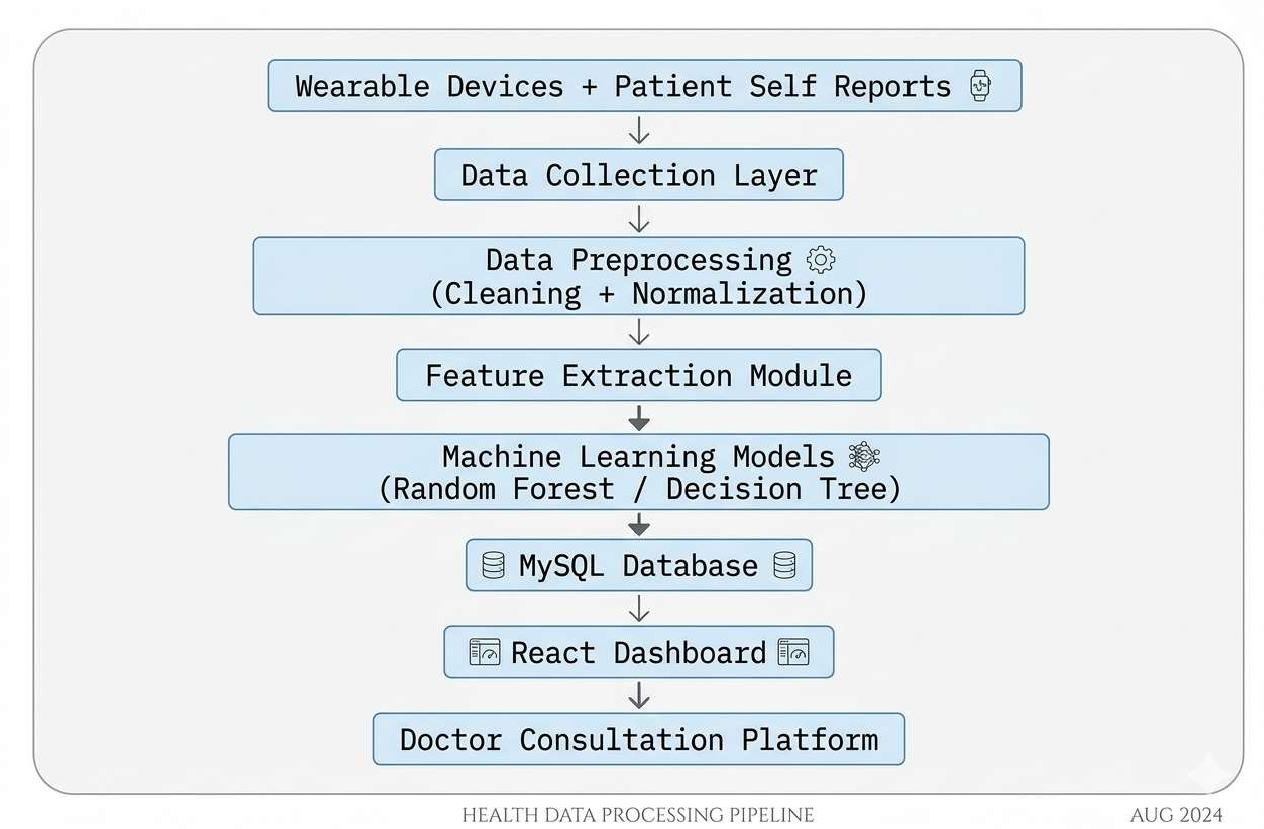 Wearable Devices + Patient Self Reports
Data Collection Layer
Data Preprocessing
(Cleaning + Normalization)
Feature Extraction Module
Machine Learning Models
(Random Forest / Decision Tree)
MySQL Database
React Dashboard
Doctor Consultation Platform
HEALTH DATA PROCESSING PIPELINE
AUG 2024